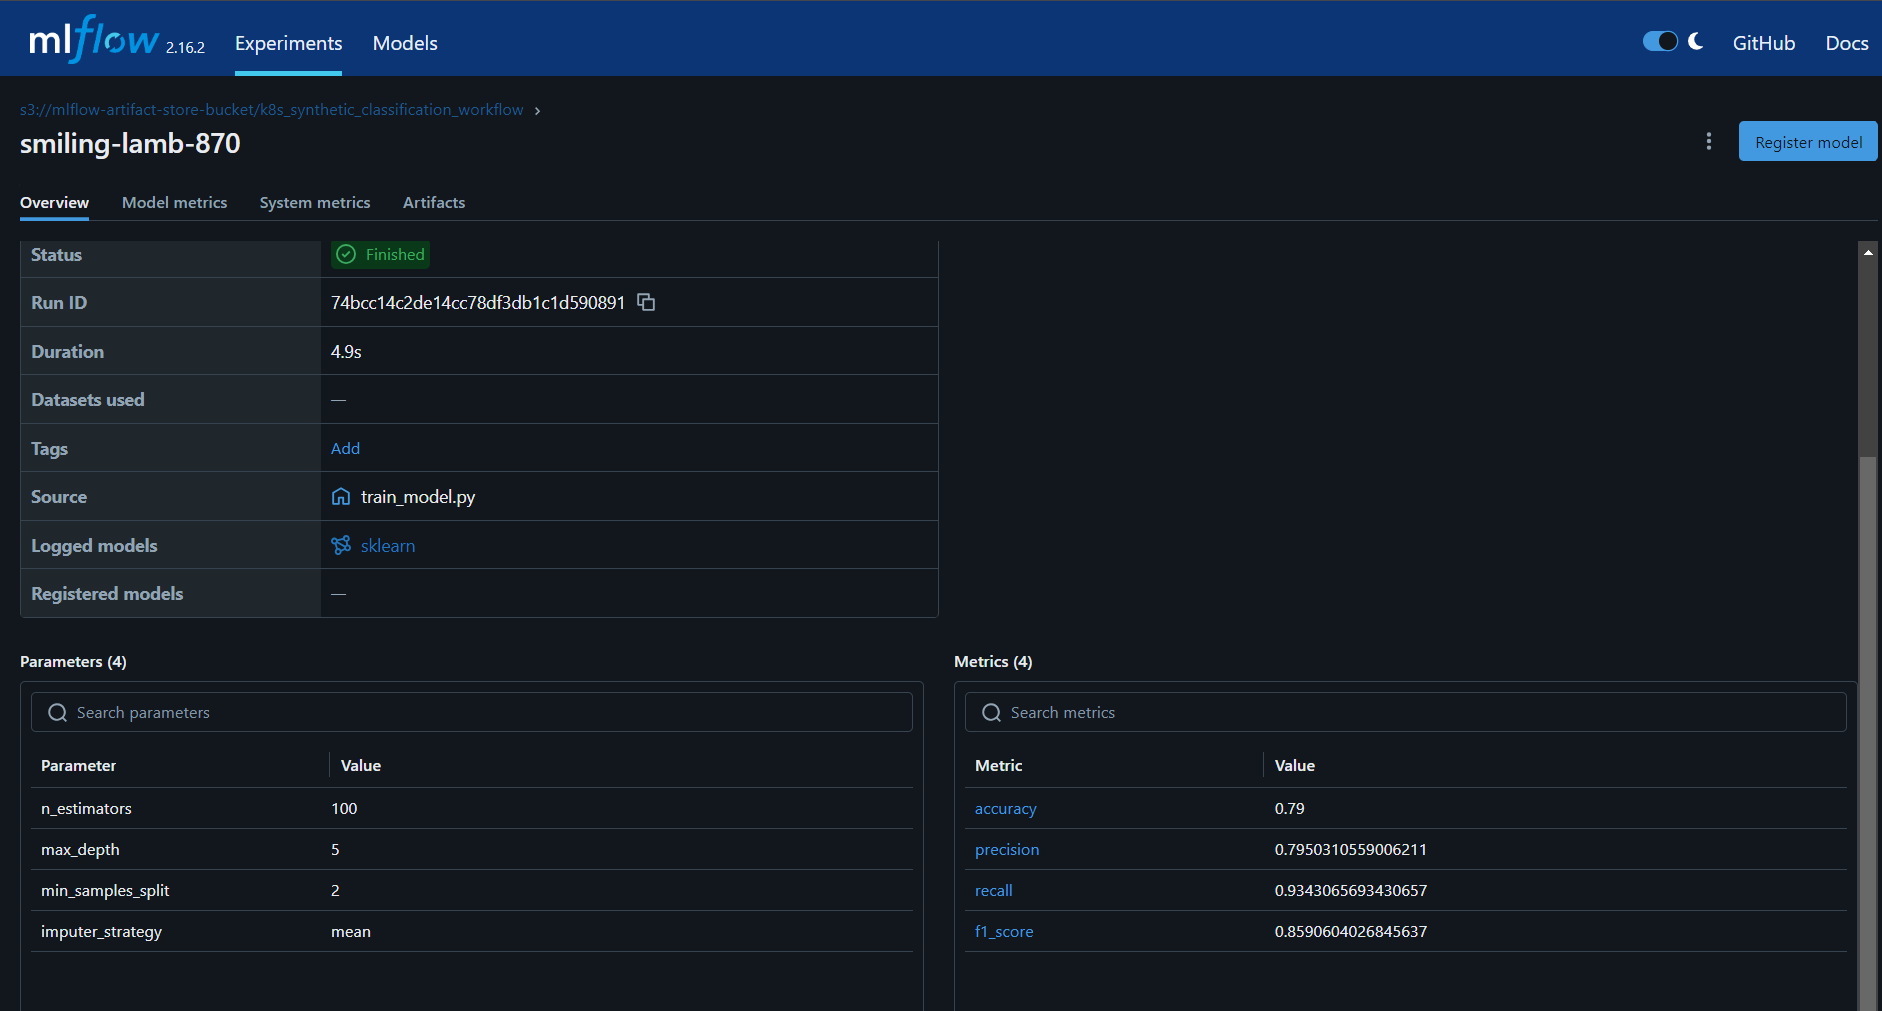 mlflow 2.16.2 Experiments Models GitHub Docs
s3://mlflow-artifact-store-bucket/k8s_synthetic_classification_workflow
smiling-lamb-870
Register model
Overview Model metrics System metrics Artifacts
Status Finished
Run ID 74bcc14c2de14cc78df3db1c1d590891
Duration 4.9s
Datasets used —
Tags Add
Source train_model.py
Logged models sklearn
Registered models —
Parameters (4)
Search parameters
Parameter Value
n_estimators 100
max_depth 5
min_samples_split 2
imputer_strategy mean
Metrics (4)
Search metrics
Metric Value
accuracy 0.79
precision 0.7950310559006211
recall 0.9343065693430657
f1_score 0.8590604026845637